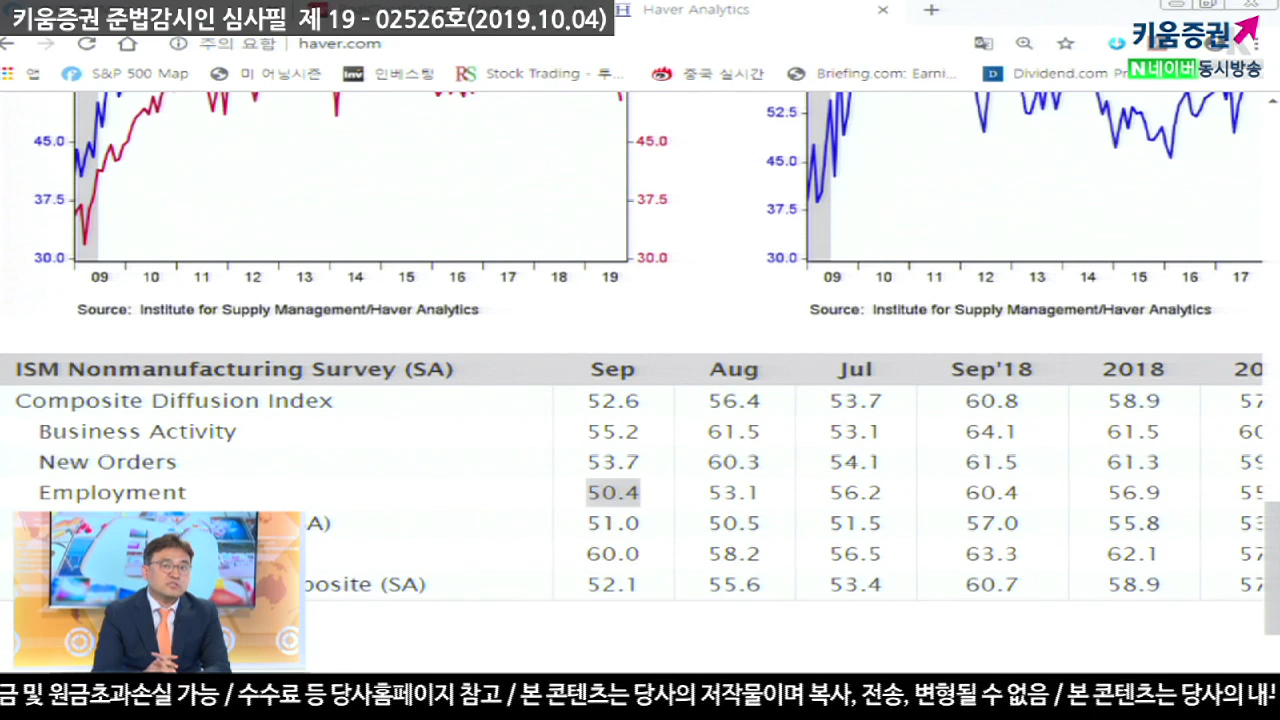 키움증권 준법감시인 심사필 제 19 - 02526호(2019.10.04)
Haver Analytics
키움증권
주의 요함 haver.com
N 네이버 동시방송
앱 S&P 500 Map 미 어닝시즌 Inv 인베스팅 RS Stock Trading - 투... 중국 실시간 Briefing.com: Earni... D Dividend.com
45.0 45.0 52.5
37.5 37.5 45.0
30.0 30.0 37.5
30.0
09 10 11 12 13 14 15 16 17 18 19
09 10 11 12 13 14 15 16 17
Source: Institute for Supply Management/Haver Analytics
Source: Institute for Supply Management/Haver Analytics
ISM Nonmanufacturing Survey (SA) Sep Aug Jul Sep'18 2018 20
Composite Diffusion Index 52.6 56.4 53.7 60.8 58.9 57
Business Activity 55.2 61.5 53.1 64.1 61.5 60
New Orders 53.7 60.3 54.1 61.5 61.3 59
Employment 50.4 53.1 56.2 60.4 56.9 55
A) 51.0 50.5 51.5 57.0 55.8 53
60.0 58.2 56.5 63.3 62.1 57
posite (SA) 52.1 55.6 53.4 60.7 58.9 57
금 및 원금초과손실 가능 / 수수료 등 당사홈페이지 참고 / 본 콘텐츠는 당사의 저작물이며 복사, 전송, 변형될 수 없음 / 본 콘텐츠는 당사의 내